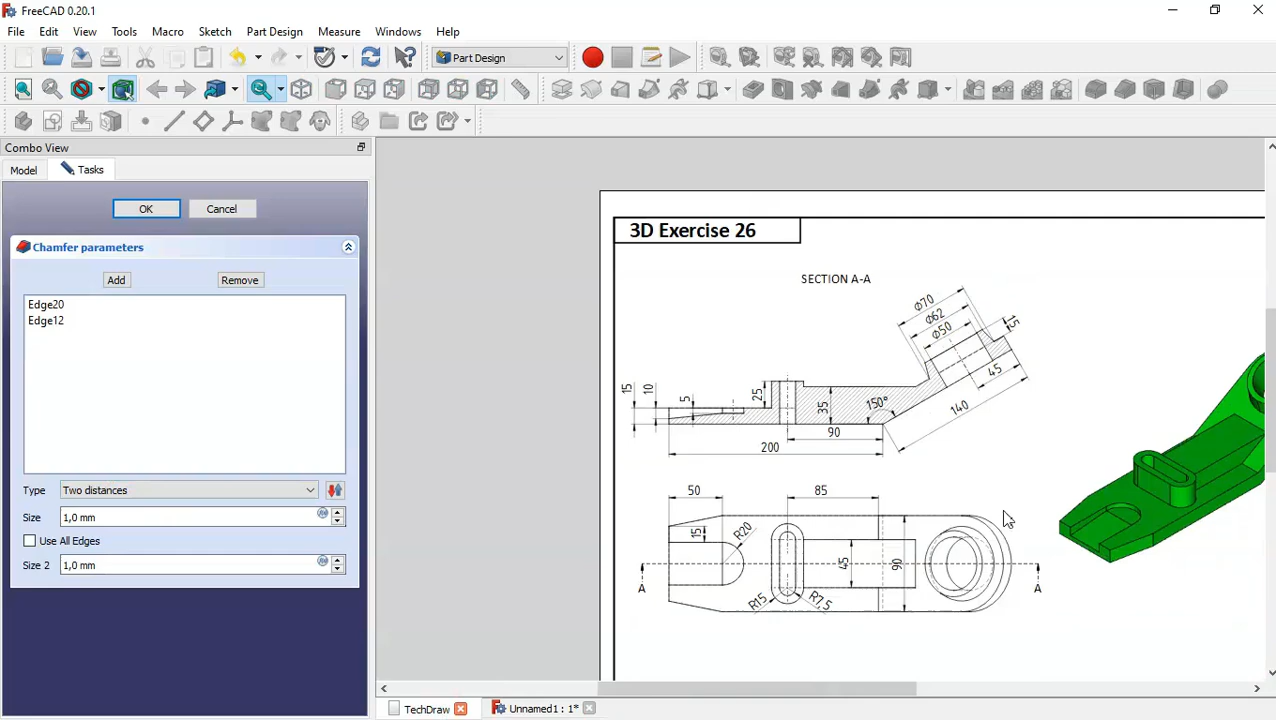 FreeCAD 0.20.1
File Edit View Tools Macro Sketch Part Design Measure Windows Help
Part Design
Combo View
Model Tasks
OK Cancel
Chamfer parameters
Add Remove
Edge20
Edge12
Type Two distances
Size 1,0 mm
Use All Edges
Size 2 1,0 mm
3D Exercise 26
SECTION A-A
Ø70
Ø62
Ø50
15
45
140
150°
15
10
5
25
35
90
200
50
85
15
R20
45
90
A
A
R15
R7,5
TechDraw
Unnamed1 : 1*